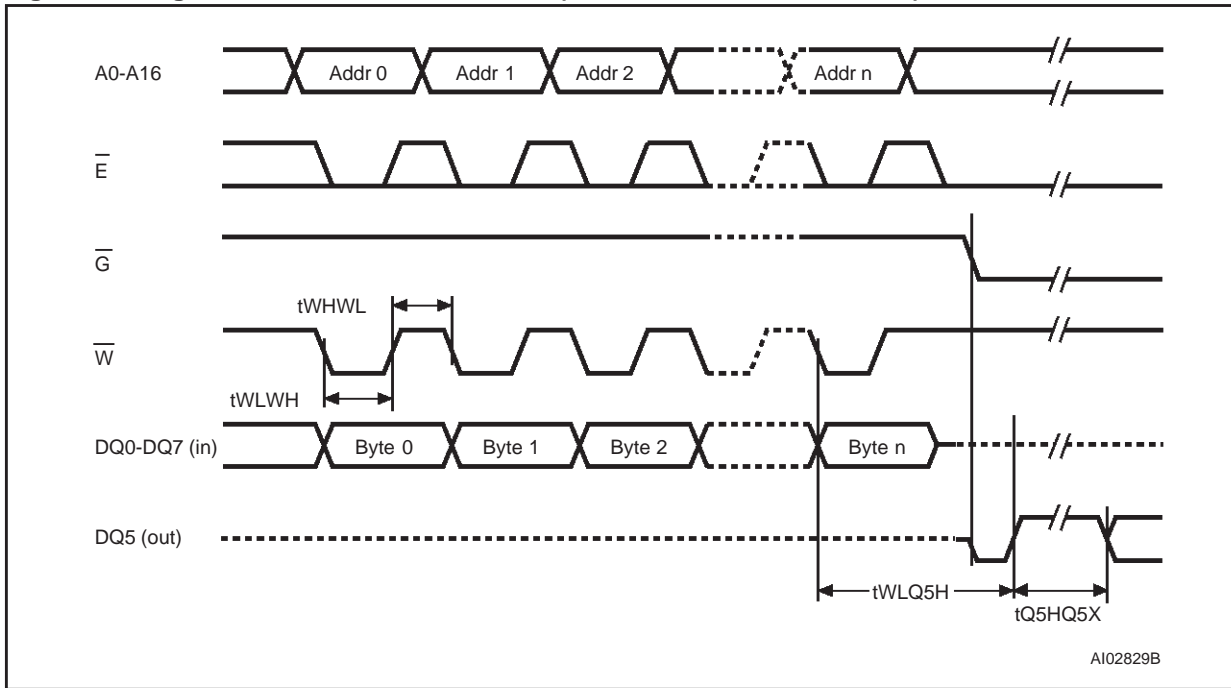 A0-A16
Addr 0
Addr 1
Addr 2
Addr n
E
G
tWHWL
W
tWLWH
DQ0-DQ7 (in)
Byte 0
Byte 1
Byte 2
Byte n
DQ5 (out)
tWLQ5H
tQ5HQ5X
AI02829B